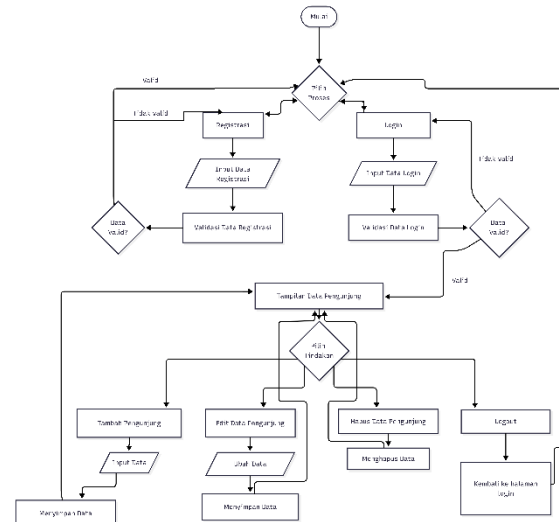 Mulai
Pilih
Proses
Valid
Tidak Valid
Registrasi
Login
Tidak Valid
Input Data
Registrasi
Input Data Login
Data
Valid?
Validasi Data Registrasi
Validasi Data Login
Data
Valid?
Valid
Tampilan Data Pengunjung
Pilih
Tindakan
Tambah Pengunjung
Edit Data Pengunjung
Hapus Data Pengunjung
Logout
Input Data
Ubah Data
Menghapus Data
Kembali ke halaman
login
Menyimpan Data
Menyimpan Data